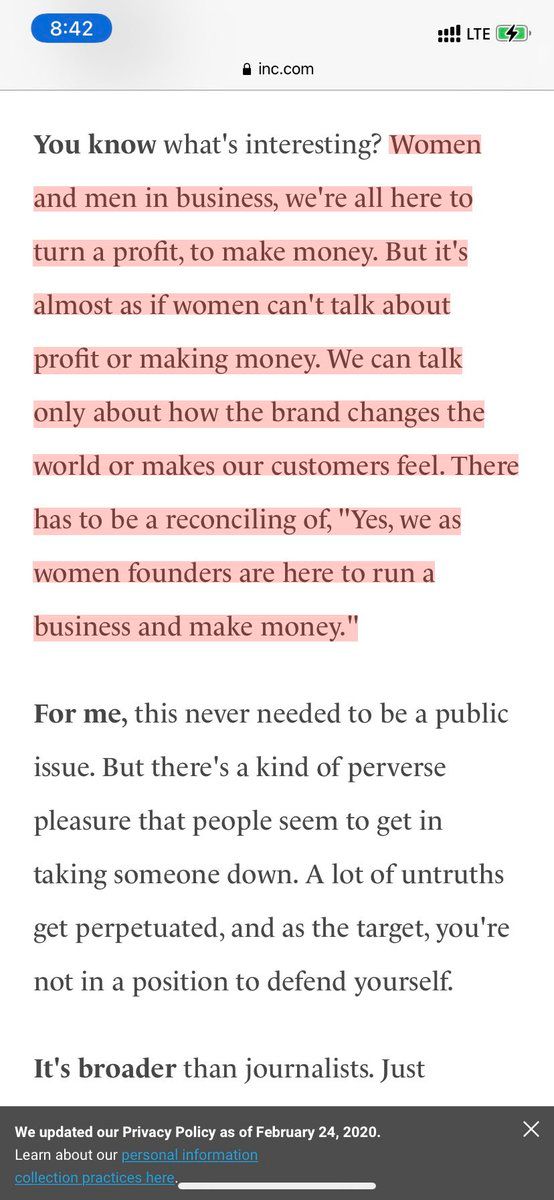 8:42
LTE
inc.com
You know what's interesting? Women
and men in business, we're all here to
turn a profit, to make money. But it's
almost as if women can't talk about
profit or making money. We can talk
only about how the brand changes the
world or makes our customers feel. There
has to be a reconciling of, "Yes, we as
women founders are here to run a
business and make money."
For me, this never needed to be a public
issue. But there's a kind of perverse
pleasure that people seem to get in
taking someone down. A lot of untruths
get perpetuated, and as the target, you're
not in a position to defend yourself.
It's broader than journalists. Just
We updated our Privacy Policy as of February 24, 2020.
Learn about our personal information
collection practices here.